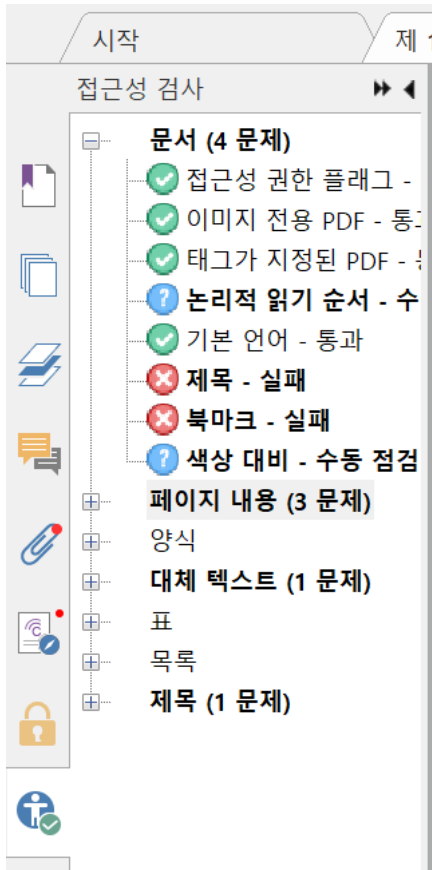 시작
제
접근성 검사
문서 (4 문제)
접근성 권한 플래그 -
이미지 전용 PDF - 통과
태그가 지정된 PDF -
논리적 읽기 순서 - 수
기본 언어 - 통과
제목 - 실패
북마크 - 실패
색상 대비 - 수동 점검
페이지 내용 (3 문제)
양식
대체 텍스트 (1 문제)
표
목록
제목 (1 문제)